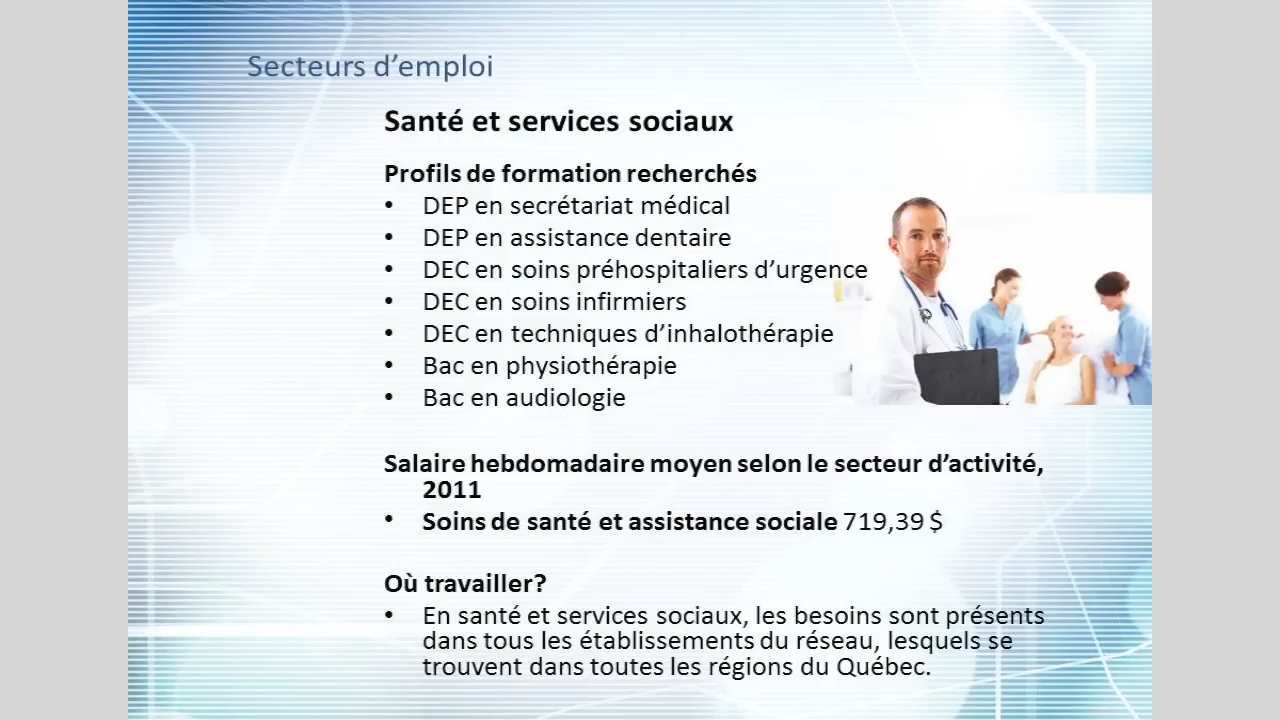 Secteurs d’emploi
Santé et services sociaux
Profils de formation recherchés
• DEP en secrétariat médical
• DEP en assistance dentaire
• DEC en soins préhospitaliers d’urgence
• DEC en soins infirmiers
• DEC en techniques d’inhalothérapie
• Bac en physiothérapie
• Bac en audiologie
Salaire hebdomadaire moyen selon le secteur d’activité,
2011
• Soins de santé et assistance sociale 719,39 $
Où travailler?
• En santé et services sociaux, les besoins sont présents
dans tous les établissements du réseau, lesquels se
trouvent dans toutes les régions du Québec.